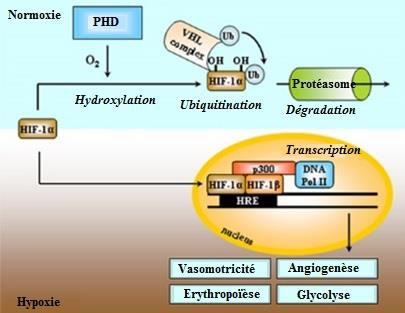 Normoxie
PHD
O2
VHL
complex
Ub
OH OH
HIF-1α
Ub
Protéasome
Hydroxylation
Ubiquitination
Dégradation
HIF-1α
Transcription
p300
DNA
Pol II
HIF-1α
HIF-1β
HRE
nucleus
Vasomotricité
Angiogenèse
Erythropoïèse
Glycolyse
Hypoxie